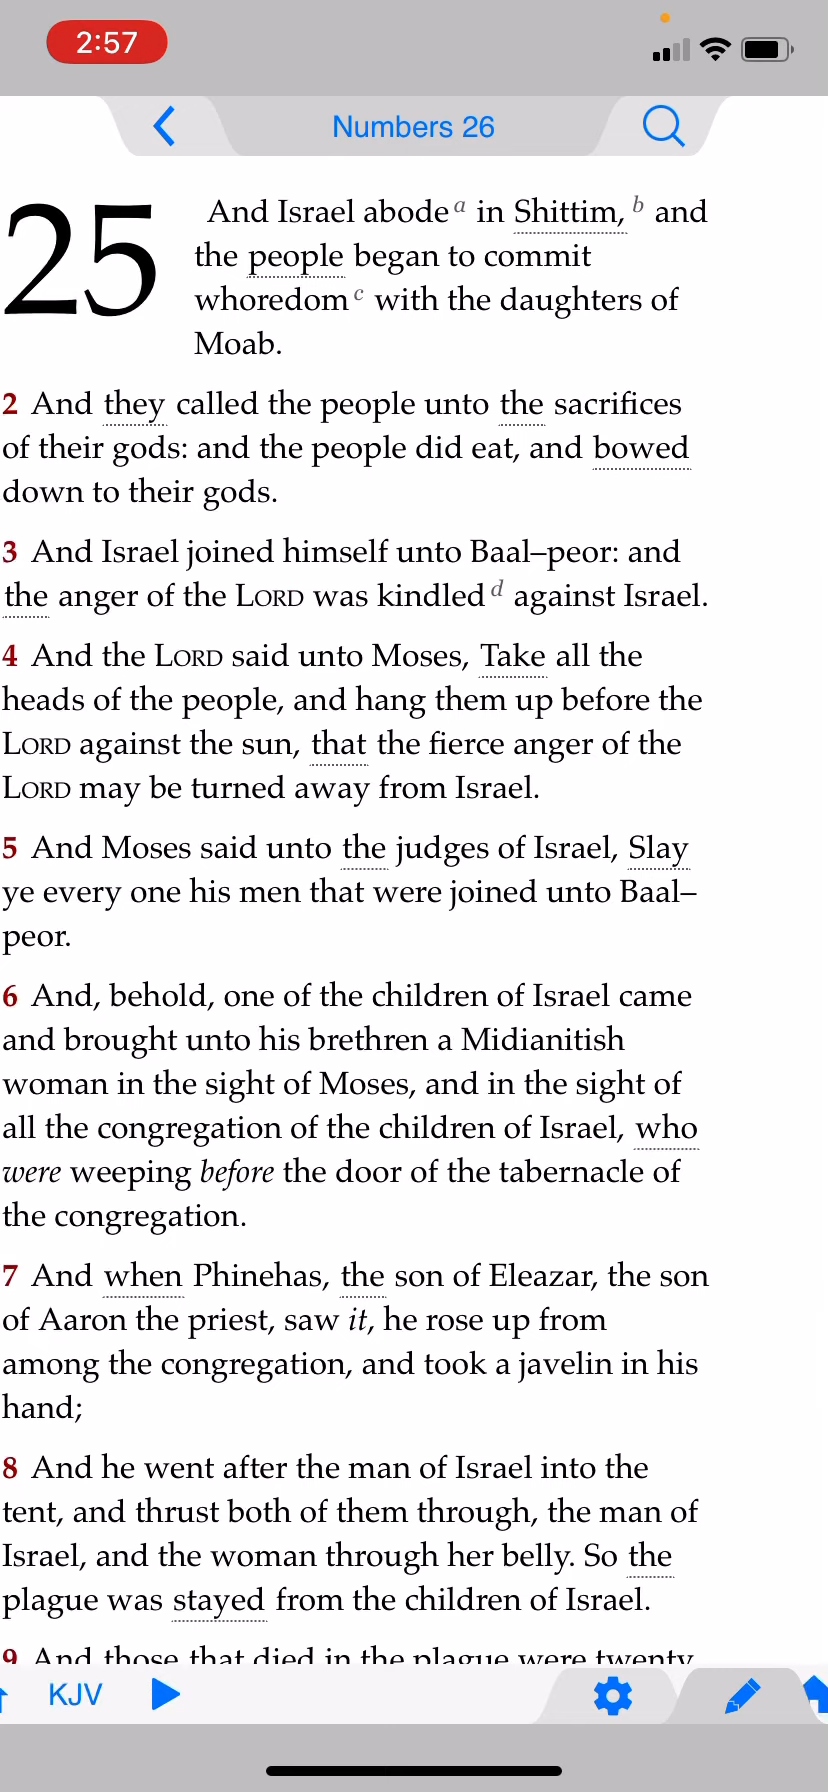 2:57
Numbers 26
25 And Israel abode a in Shittim, b and
the people began to commit
whoredom c with the daughters of
Moab.
2 And they called the people unto the sacrifices
of their gods: and the people did eat, and bowed
down to their gods.
3 And Israel joined himself unto Baal–peor: and
the anger of the LORD was kindled d against Israel.
4 And the LORD said unto Moses, Take all the
heads of the people, and hang them up before the
LORD against the sun, that the fierce anger of the
LORD may be turned away from Israel.
5 And Moses said unto the judges of Israel, Slay
ye every one his men that were joined unto Baal–
peor.
6 And, behold, one of the children of Israel came
and brought unto his brethren a Midianitish
woman in the sight of Moses, and in the sight of
all the congregation of the children of Israel, who
were weeping before the door of the tabernacle of
the congregation.
7 And when Phinehas, the son of Eleazar, the son
of Aaron the priest, saw it, he rose up from
among the congregation, and took a javelin in his
hand;
8 And he went after the man of Israel into the
tent, and thrust both of them through, the man of
Israel, and the woman through her belly. So the
plague was stayed from the children of Israel.
9 And those that died in the plague were twenty
KJV